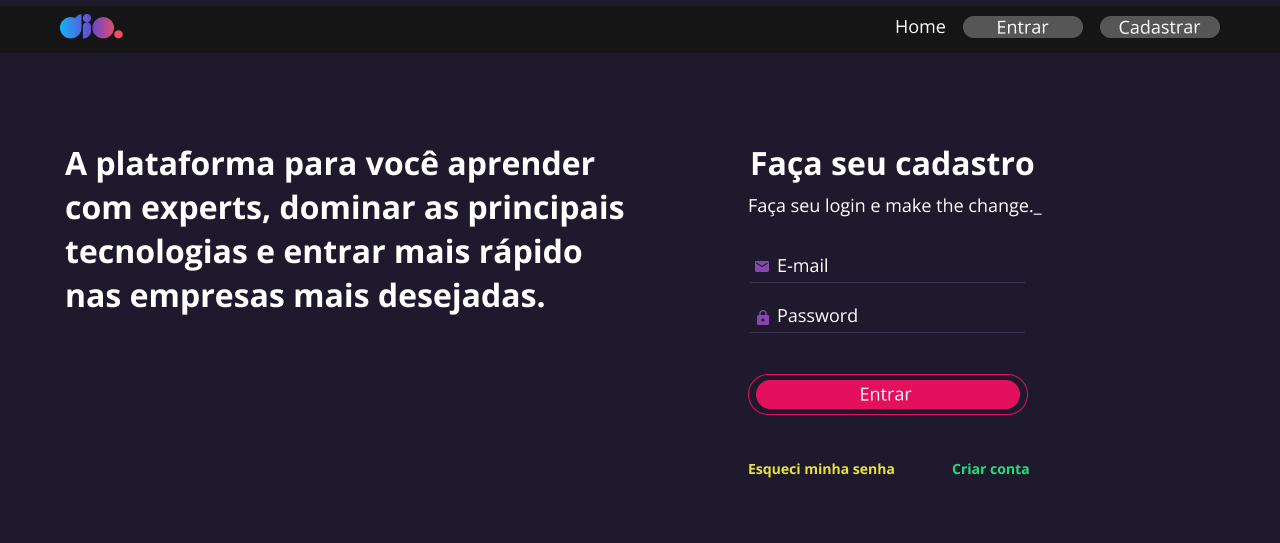 dio.
Home
Entrar
Cadastrar
A plataforma para você aprender
com experts, dominar as principais
tecnologias e entrar mais rápido
nas empresas mais desejadas.
Faça seu cadastro
Faça seu login e make the change._
E-mail
Password
Entrar
Esqueci minha senha
Criar conta